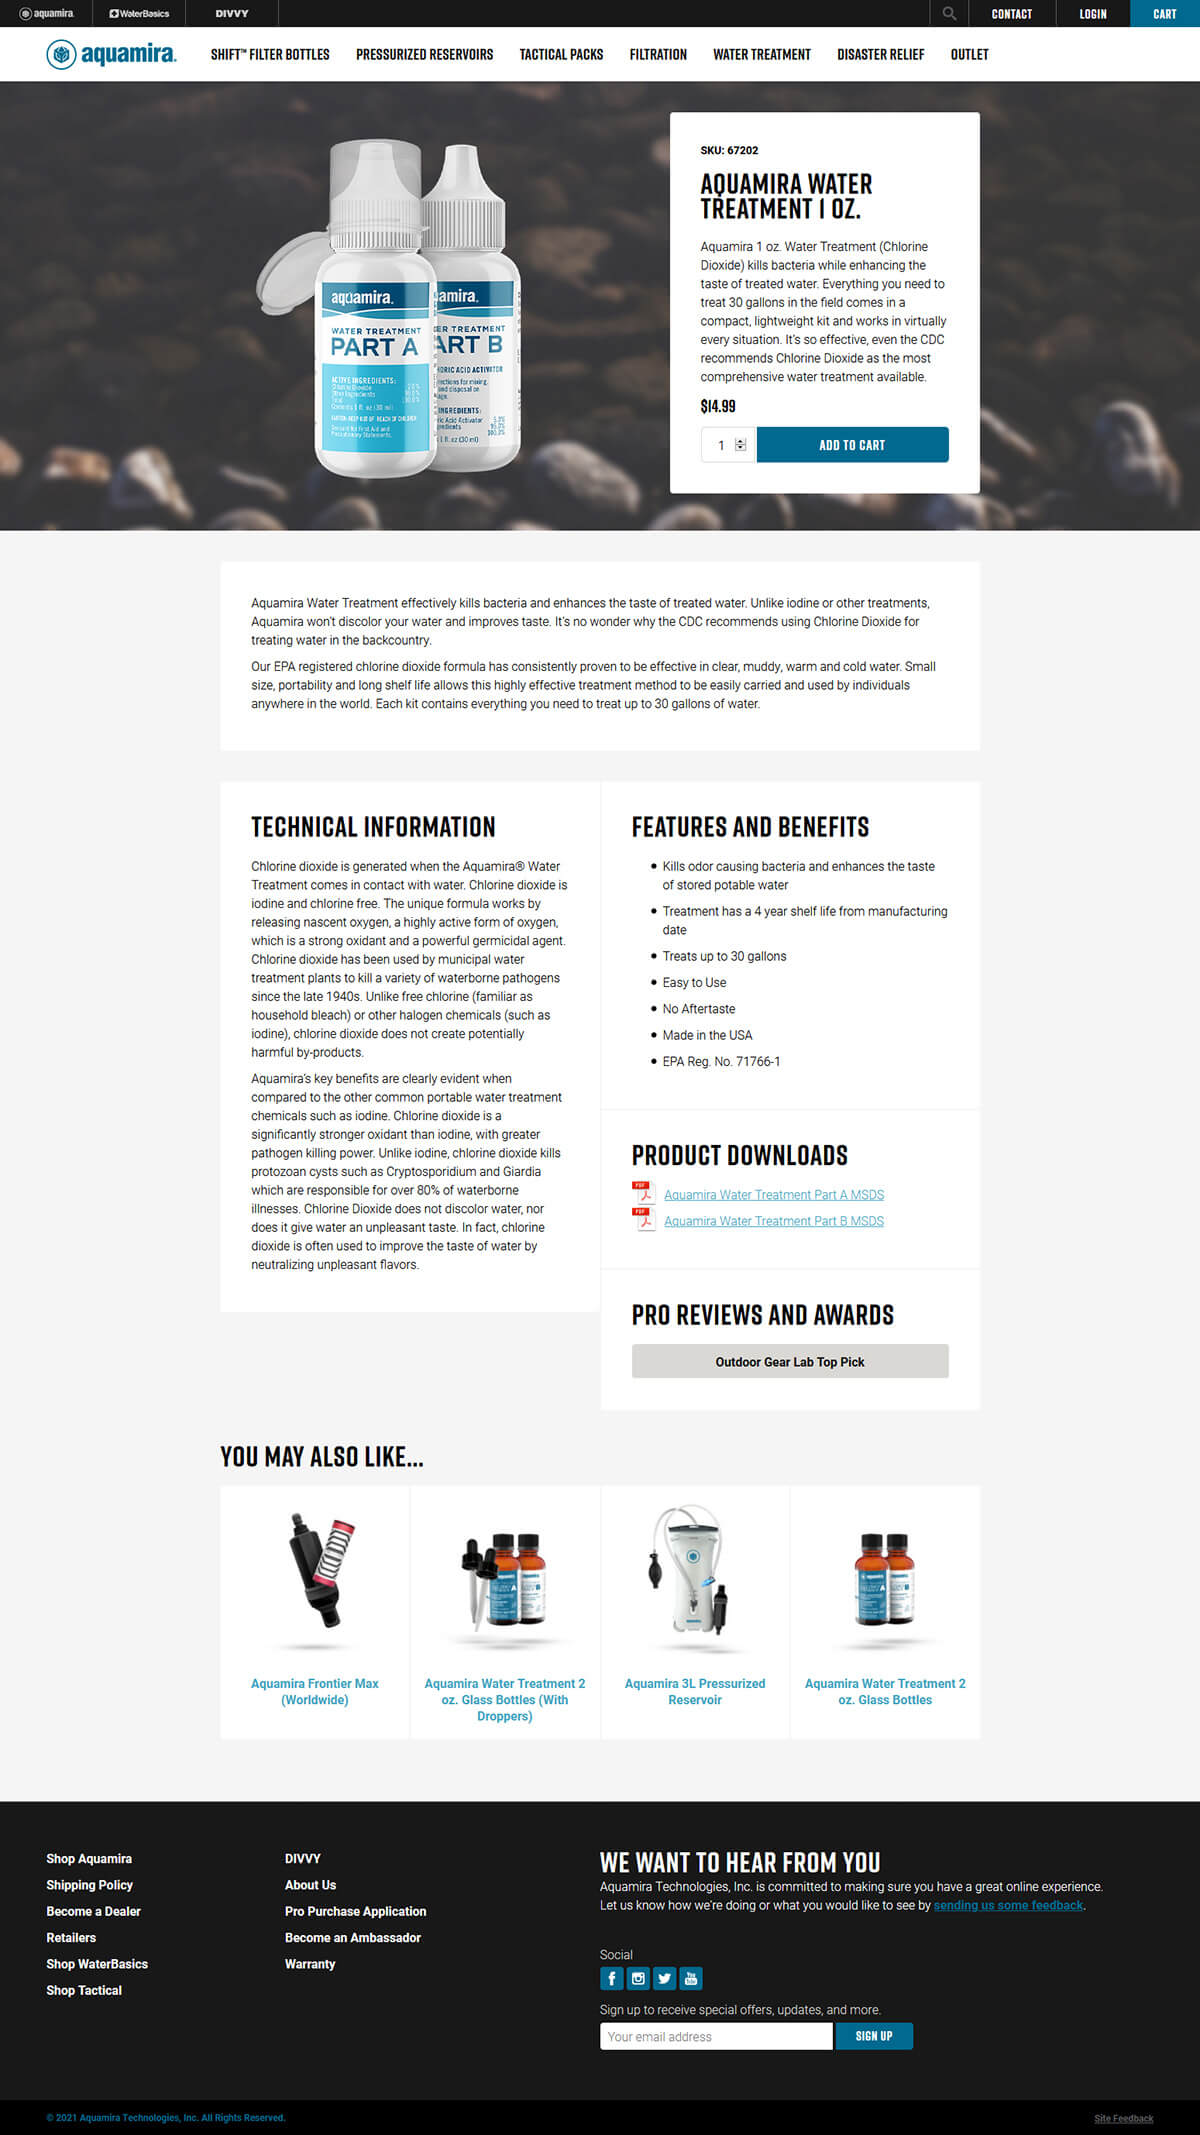 aquamira.
WaterBasics
DIVVY
CONTACT
LOGIN
CART
aquamira.
SHIFT™ FILTER BOTTLES
PRESSURIZED RESERVOIRS
TACTICAL PACKS
FILTRATION
WATER TREATMENT
DISASTER RELIEF
OUTLET
aquamira.
WATER TREATMENT
PART A
ACTIVE INGREDIENTS:
amira.
ER TREATMENT
ART B
SKU: 67202
AQUAMIRA WATER
TREATMENT 1 OZ.
Aquamira 1 oz. Water Treatment (Chlorine
Dioxide) kills bacteria while enhancing the
taste of treated water. Everything you need to
treat 30 gallons in the field comes in a
compact, lightweight kit and works in virtually
every situation. It's so effective, even the CDC
recommends Chlorine Dioxide as the most
comprehensive water treatment available.
$14.99
1
ADD TO CART
Aquamira Water Treatment effectively kills bacteria and enhances the taste of treated water. Unlike iodine or other treatments,
Aquamira won't discolor your water and improves taste. It's no wonder why the CDC recommends using Chlorine Dioxide for
treating water in the backcountry.
Our EPA registered chlorine dioxide formula has consistently proven to be effective in clear, muddy, warm and cold water. Small
size, portability and long shelf life allows this highly effective treatment method to be easily carried and used by individuals
anywhere in the world. Each kit contains everything you need to treat up to 30 gallons of water.
TECHNICAL INFORMATION
Chlorine dioxide is generated when the Aquamira® Water
Treatment comes in contact with water. Chlorine dioxide is
iodine and chlorine free. The unique formula works by
releasing nascent oxygen, a highly active form of oxygen,
which is a strong oxidant and a powerful germicidal agent.
Chlorine dioxide has been used by municipal water
treatment plants to kill a variety of waterborne pathogens
since the late 1940s. Unlike free chlorine (familiar as
household bleach) or other halogen chemicals (such as
iodine), chlorine dioxide does not create potentially
harmful by-products.
Aquamira's key benefits are clearly evident when
compared to the other common portable water treatment
chemicals such as iodine. Chlorine dioxide is a
significantly stronger oxidant than iodine, with greater
pathogen killing power. Unlike iodine, chlorine dioxide kills
protozoan cysts such as Cryptosporidium and Giardia
which are responsible for over 80% of waterborne
illnesses. Chlorine Dioxide does not discolor water, nor
does it give water an unpleasant taste. In fact, chlorine
dioxide is often used to improve the taste of water by
neutralizing unpleasant flavors.
FEATURES AND BENEFITS
• Kills odor causing bacteria and enhances the taste
of stored potable water
• Treatment has a 4 year shelf life from manufacturing
date
• Treats up to 30 gallons
• Easy to Use
• No Aftertaste
• Made in the USA
• EPA Reg. No. 71766-1
PRODUCT DOWNLOADS
PDF
Aquamira Water Treatment Part A MSDS
PDF
Aquamira Water Treatment Part B MSDS
PRO REVIEWS AND AWARDS
Outdoor Gear Lab Top Pick
YOU MAY ALSO LIKE...
Aquamira Frontier Max
(Worldwide)
Aquamira Water Treatment 2
oz. Glass Bottles (With
Droppers)
Aquamira 3L Pressurized
Reservoir
Aquamira Water Treatment 2
oz. Glass Bottles
Shop Aquamira
Shipping Policy
Become a Dealer
Retailers
Shop WaterBasics
Shop Tactical
DIVVY
About Us
Pro Purchase Application
Become an Ambassador
Warranty
WE WANT TO HEAR FROM YOU
Aquamira Technologies, Inc. is committed to making sure you have a great online experience.
Let us know how we're doing or what you would like to see by sending us some feedback.
Social
Sign up to receive special offers, updates, and more.
Your email address
SIGN UP
© 2021 Aquamira Technologies, Inc. All Rights Reserved.
Site Feedback